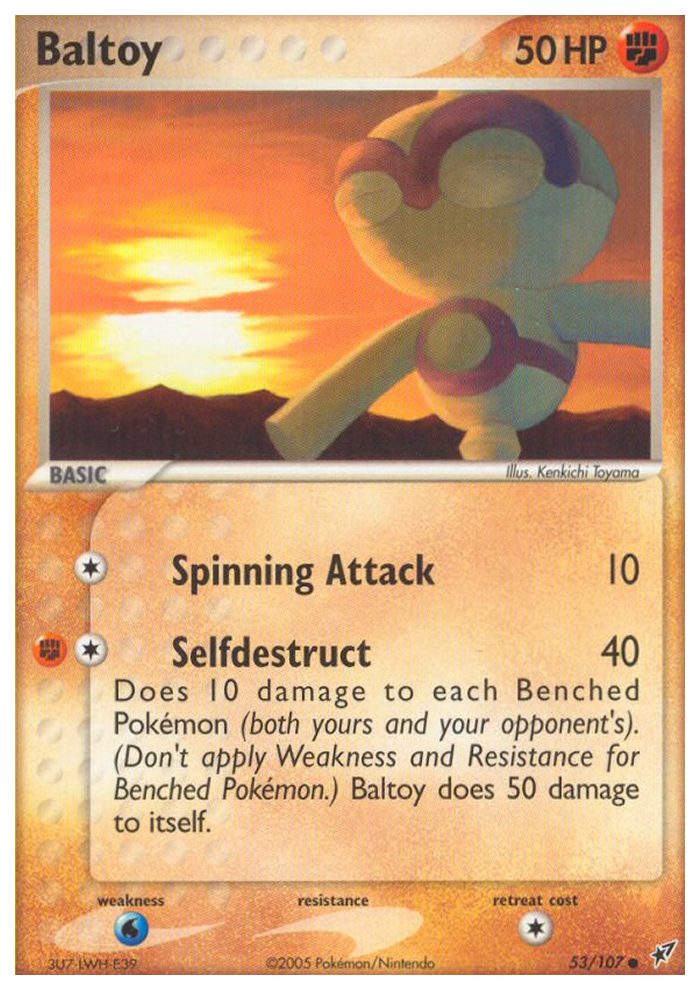 Baltoy 50 HP
BASIC
Illus. Kenkichi Toyama
Spinning Attack 10
Selfdestruct 40
Does 10 damage to each Benched
Pokémon (both yours and your opponent's).
(Don't apply Weakness and Resistance for
Benched Pokémon.) Baltoy does 50 damage
to itself.
weakness resistance retreat cost
3U7-LWH-E39 ©2005 Pokémon/Nintendo 53/107